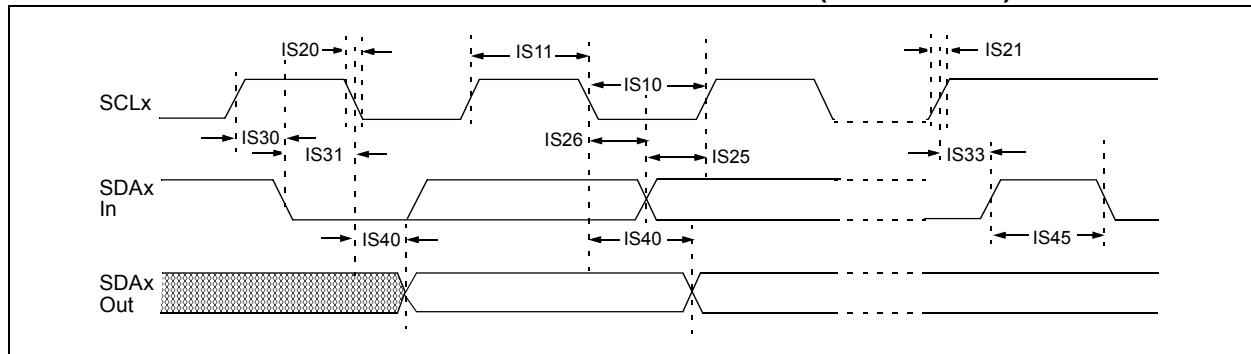 IS20
IS11
IS21
IS10
SCLx
IS30
IS26
IS31
IS25
IS33
SDAx
In
IS40
IS40
IS45
SDAx
Out